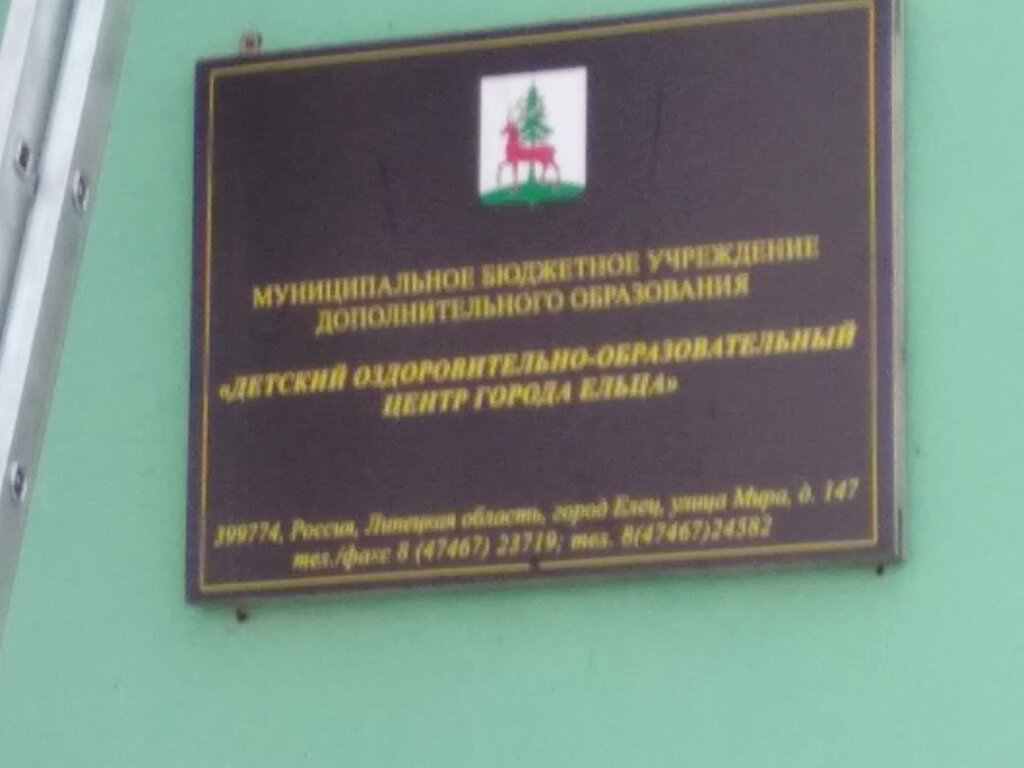 МУНИЦИПАЛЬНОЕ БЮДЖЕТНОЕ УЧРЕЖДЕНИЕ
ДОПОЛНИТЕЛЬНОГО ОБРАЗОВАНИЯ
«ДЕТСКИЙ ОЗДОРОВИТЕЛЬНО-ОБРАЗОВАТЕЛЬНЫЙ
ЦЕНТР ГОРОДА ЕЛЬЦА»
399774, Россия, Липецкая область, город Елец, улица Мира, д. 147
тел./факс 8 (47467) 23719; тел. 8(47467)24582